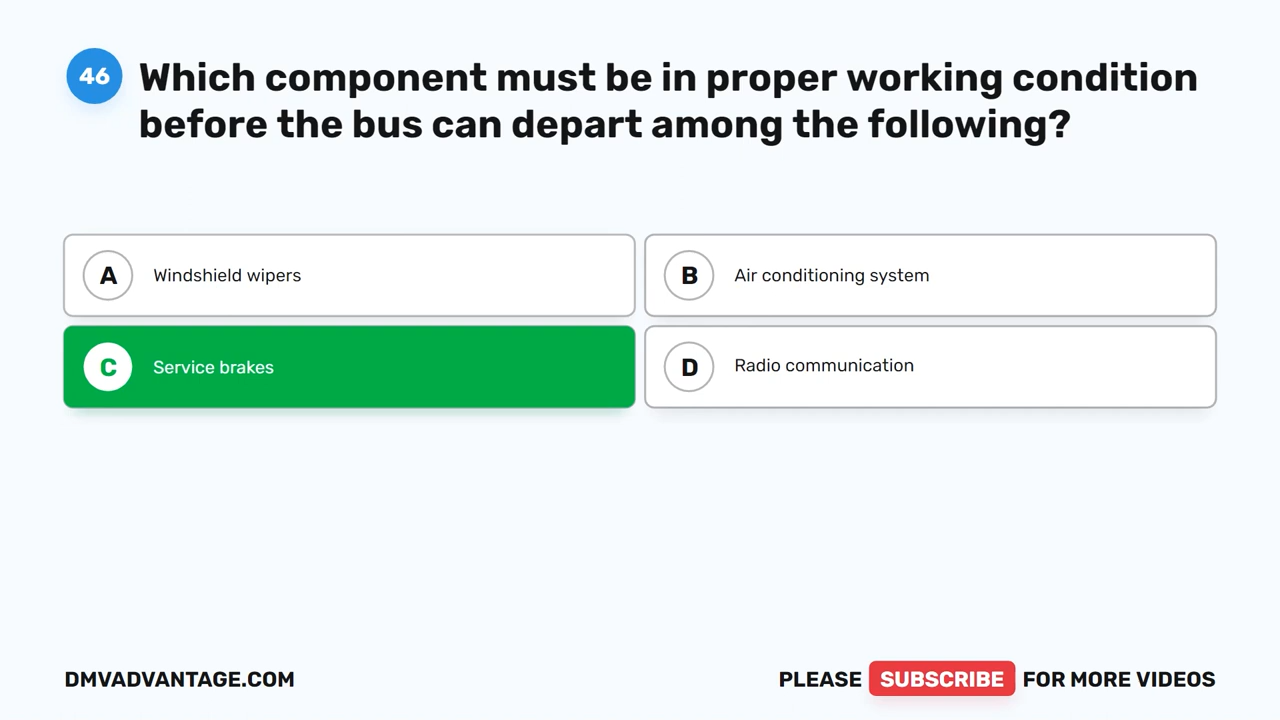 46
Which component must be in proper working condition
before the bus can depart among the following?
A Windshield wipers
B Air conditioning system
C Service brakes
D Radio communication
DMVADVANTAGE.COM
PLEASE SUBSCRIBE FOR MORE VIDEOS